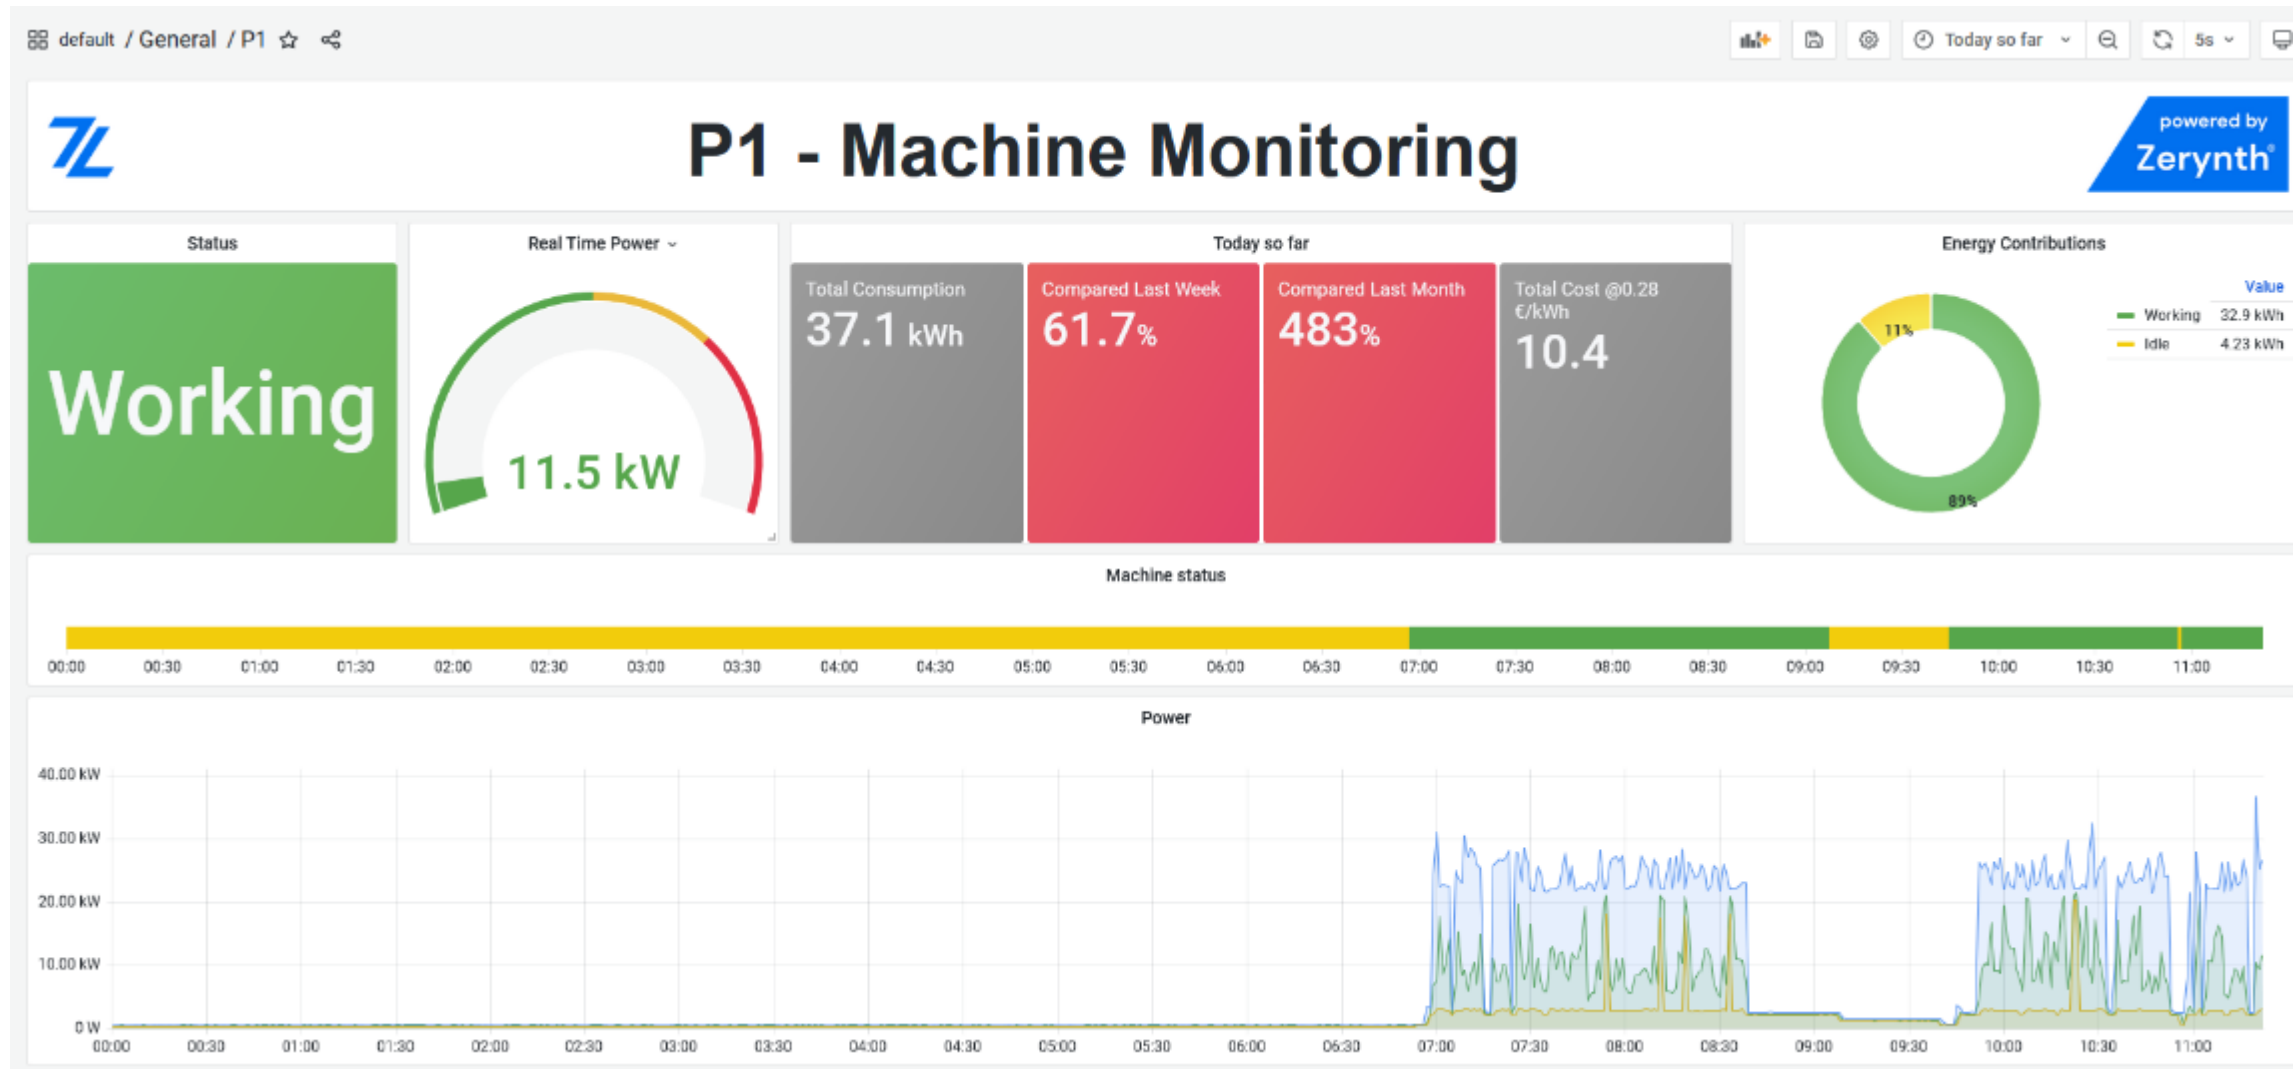 default / General / P1
Today so far
5s
P1 - Machine Monitoring
powered by
Zerynth®
Status
Working
Real Time Power
11.5 kW
Today so far
Total Consumption
37.1 kWh
Compared Last Week
61.7%
Compared Last Month
483%
Total Cost @0.28
€/kWh
10.4
Energy Contributions
11%
89%
Value
Working 32.9 kWh
Idle 4.23 kWh
Machine status
00:00 00:30 01:00 01:30 02:00 02:30 03:00 03:30 04:00 04:30 05:00 05:30 06:00 06:30 07:00 07:30 08:00 08:30 09:00 09:30 10:00 10:30 11:00
Power
40.00 kW
30.00 kW
20.00 kW
10.00 kW
0 W
00:00 00:30 01:00 01:30 02:00 02:30 03:00 03:30 04:00 04:30 05:00 05:30 06:00 06:30 07:00 07:30 08:00 08:30 09:00 09:30 10:00 10:30 11:00